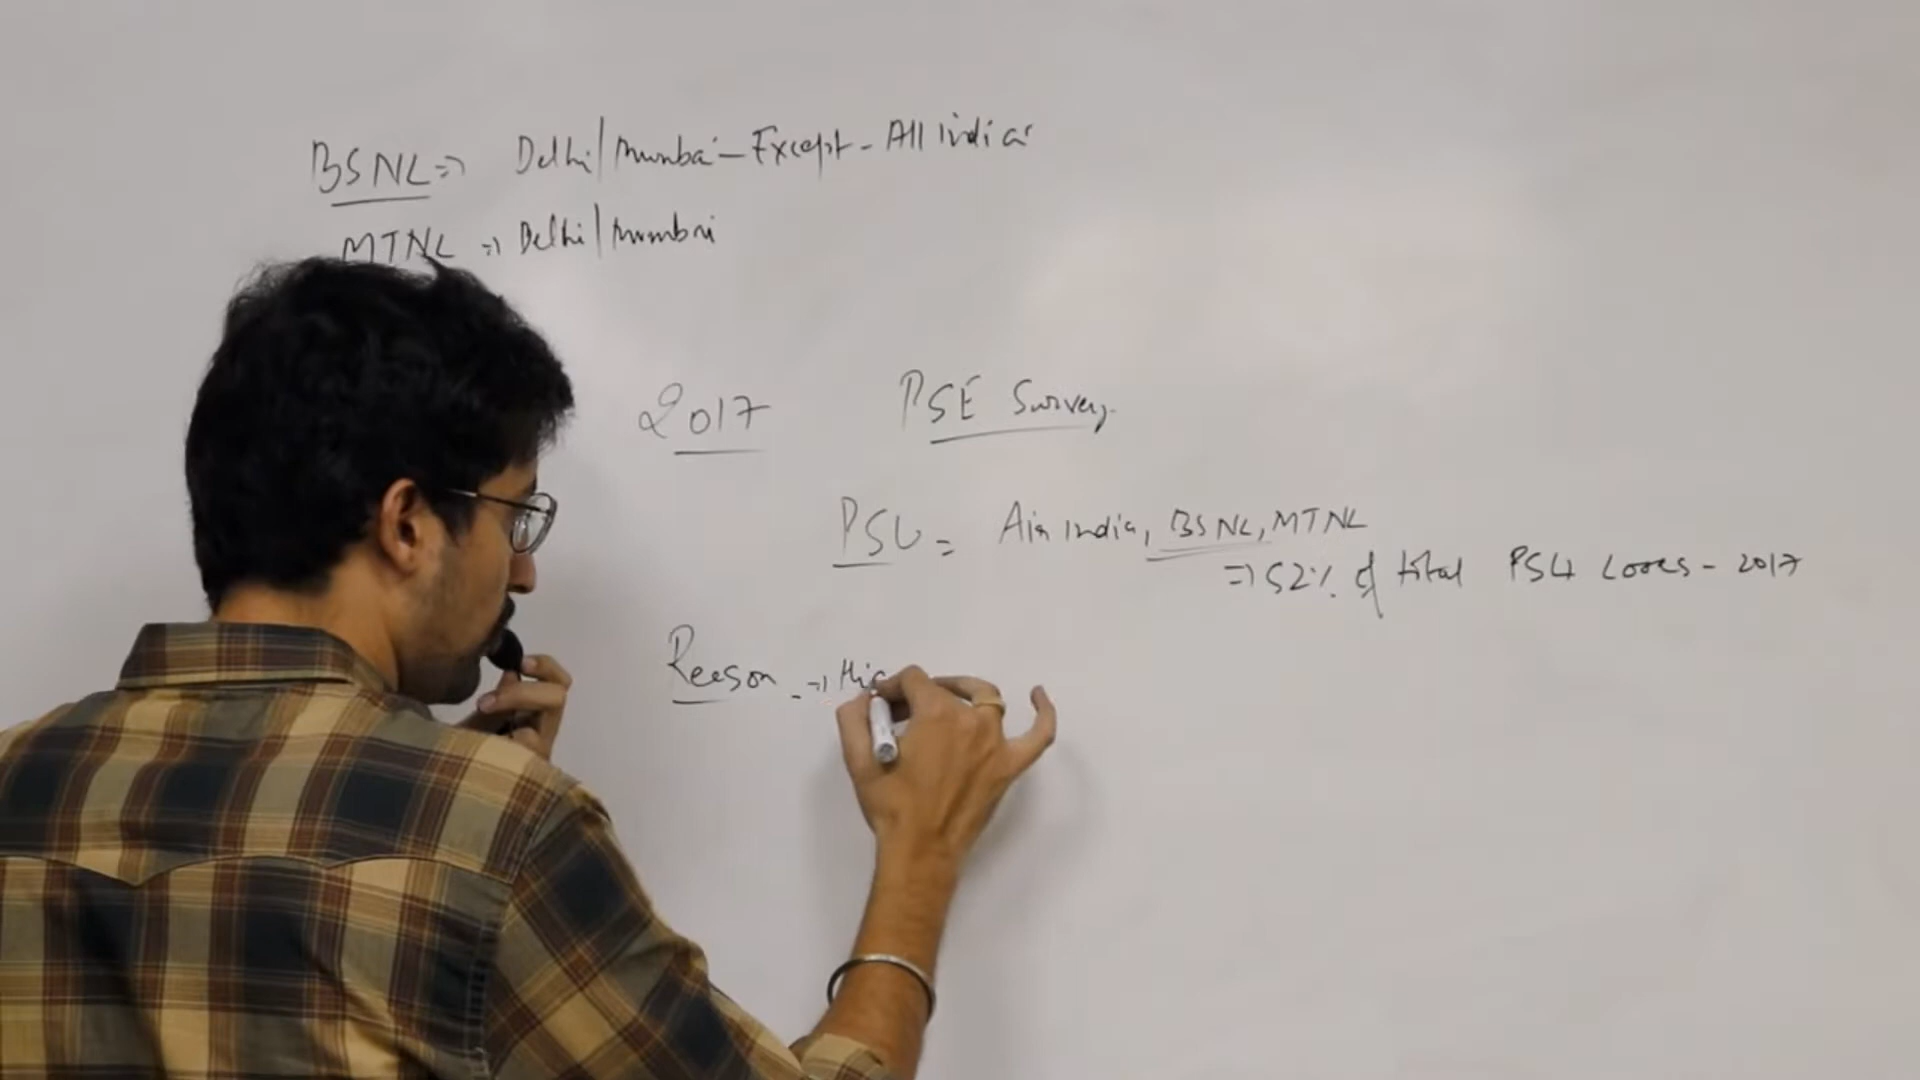 BSNL => Delhi/Mumbai - Except - All India
MTNL => Delhi/Mumbai
2017 PSE Survey
PSU = Air India, BSNL, MTNL
=> 52% of total PSU Losses - 2017
Reason - => Hig